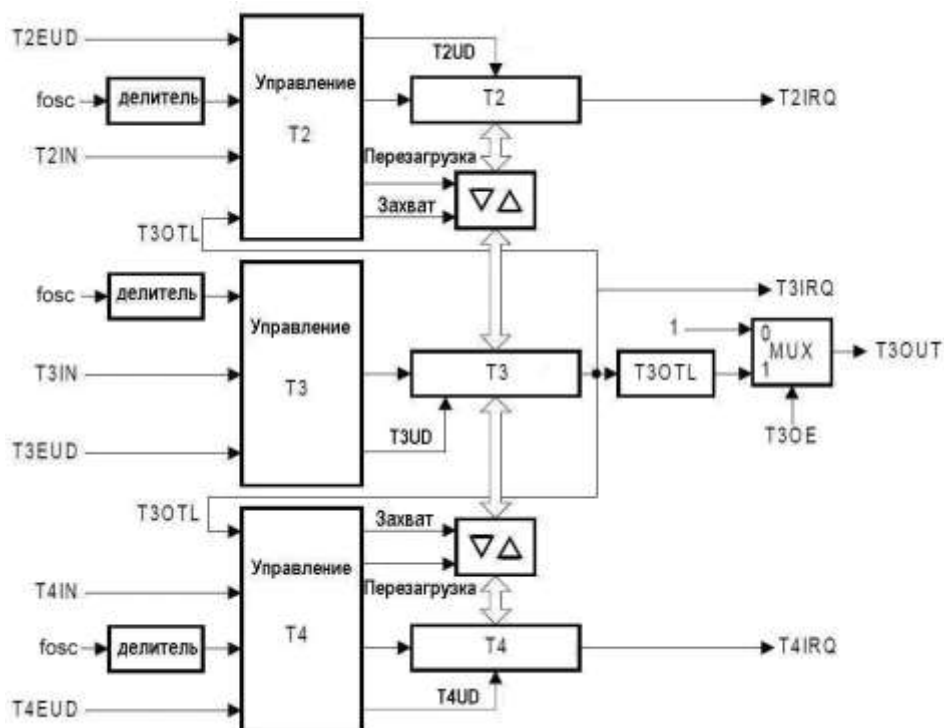 T2EUD
T2UD
Управление
T2
T2
T2IRQ
fosc
делитель
T2IN
Перезагрузка
Захват
T3OTL
fosc
делитель
T3IRQ
Управление
T3
1
0
MUX
1
T3OUT
T3IN
T3
T3OTL
T3OE
T3EUD
T3UD
T3OTL
Захват
Управление
T4
T4IN
Перезагрузка
fosc
делитель
T4
T4IRQ
T4EUD
T4UD